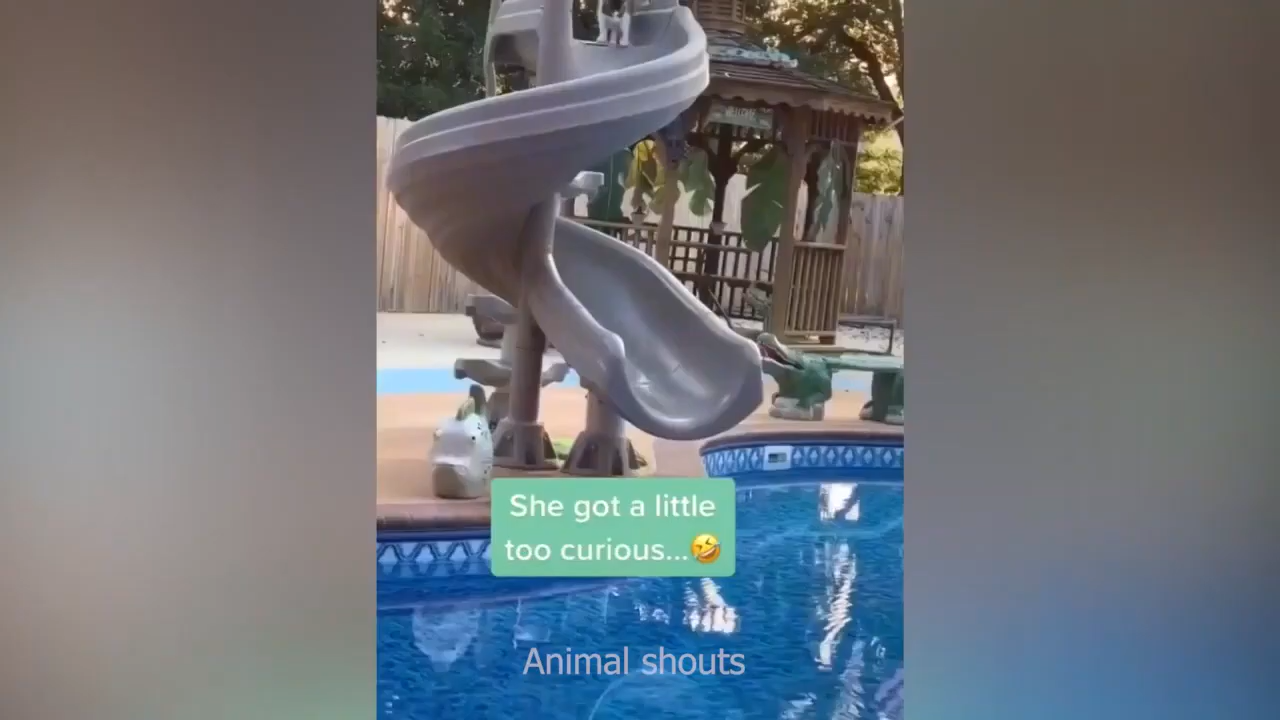 She got a little
too curious...🤣
Animal shouts